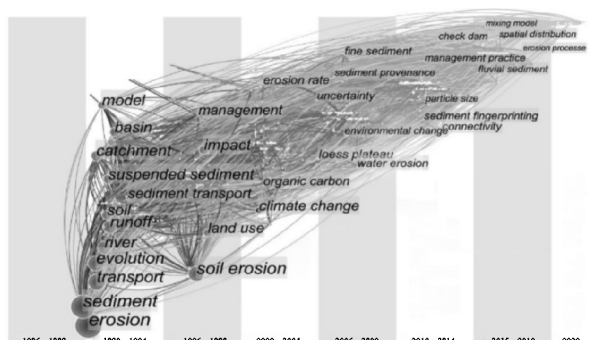 mixing model
check dam
spatial distribution
erosion processe
fine sediment
management practice
sediment provenance
fluvial sediment
erosion rate
uncertainty
particle size
model
management
sediment fingerprinting
connectivity
basin
environmental change
catchment
impact
loess plateau
water erosion
suspended sediment
organic carbon
sediment transport
climate change
soil
runoff
land use
river
evolution
soil erosion
transport
sediment
erosion